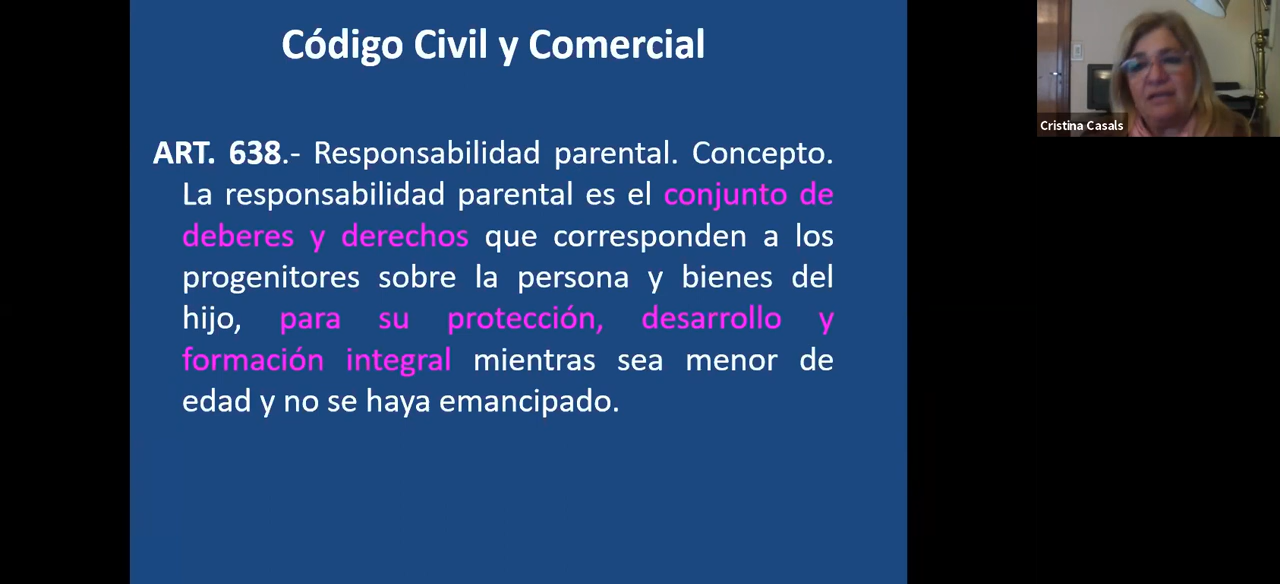 Código Civil y Comercial
ART. 638.- Responsabilidad parental. Concepto.
La responsabilidad parental es el conjunto de
deberes y derechos que corresponden a los
progenitores sobre la persona y bienes del
hijo, para su protección, desarrollo y
formación integral mientras sea menor de
edad y no se haya emancipado.
Cristina Casals